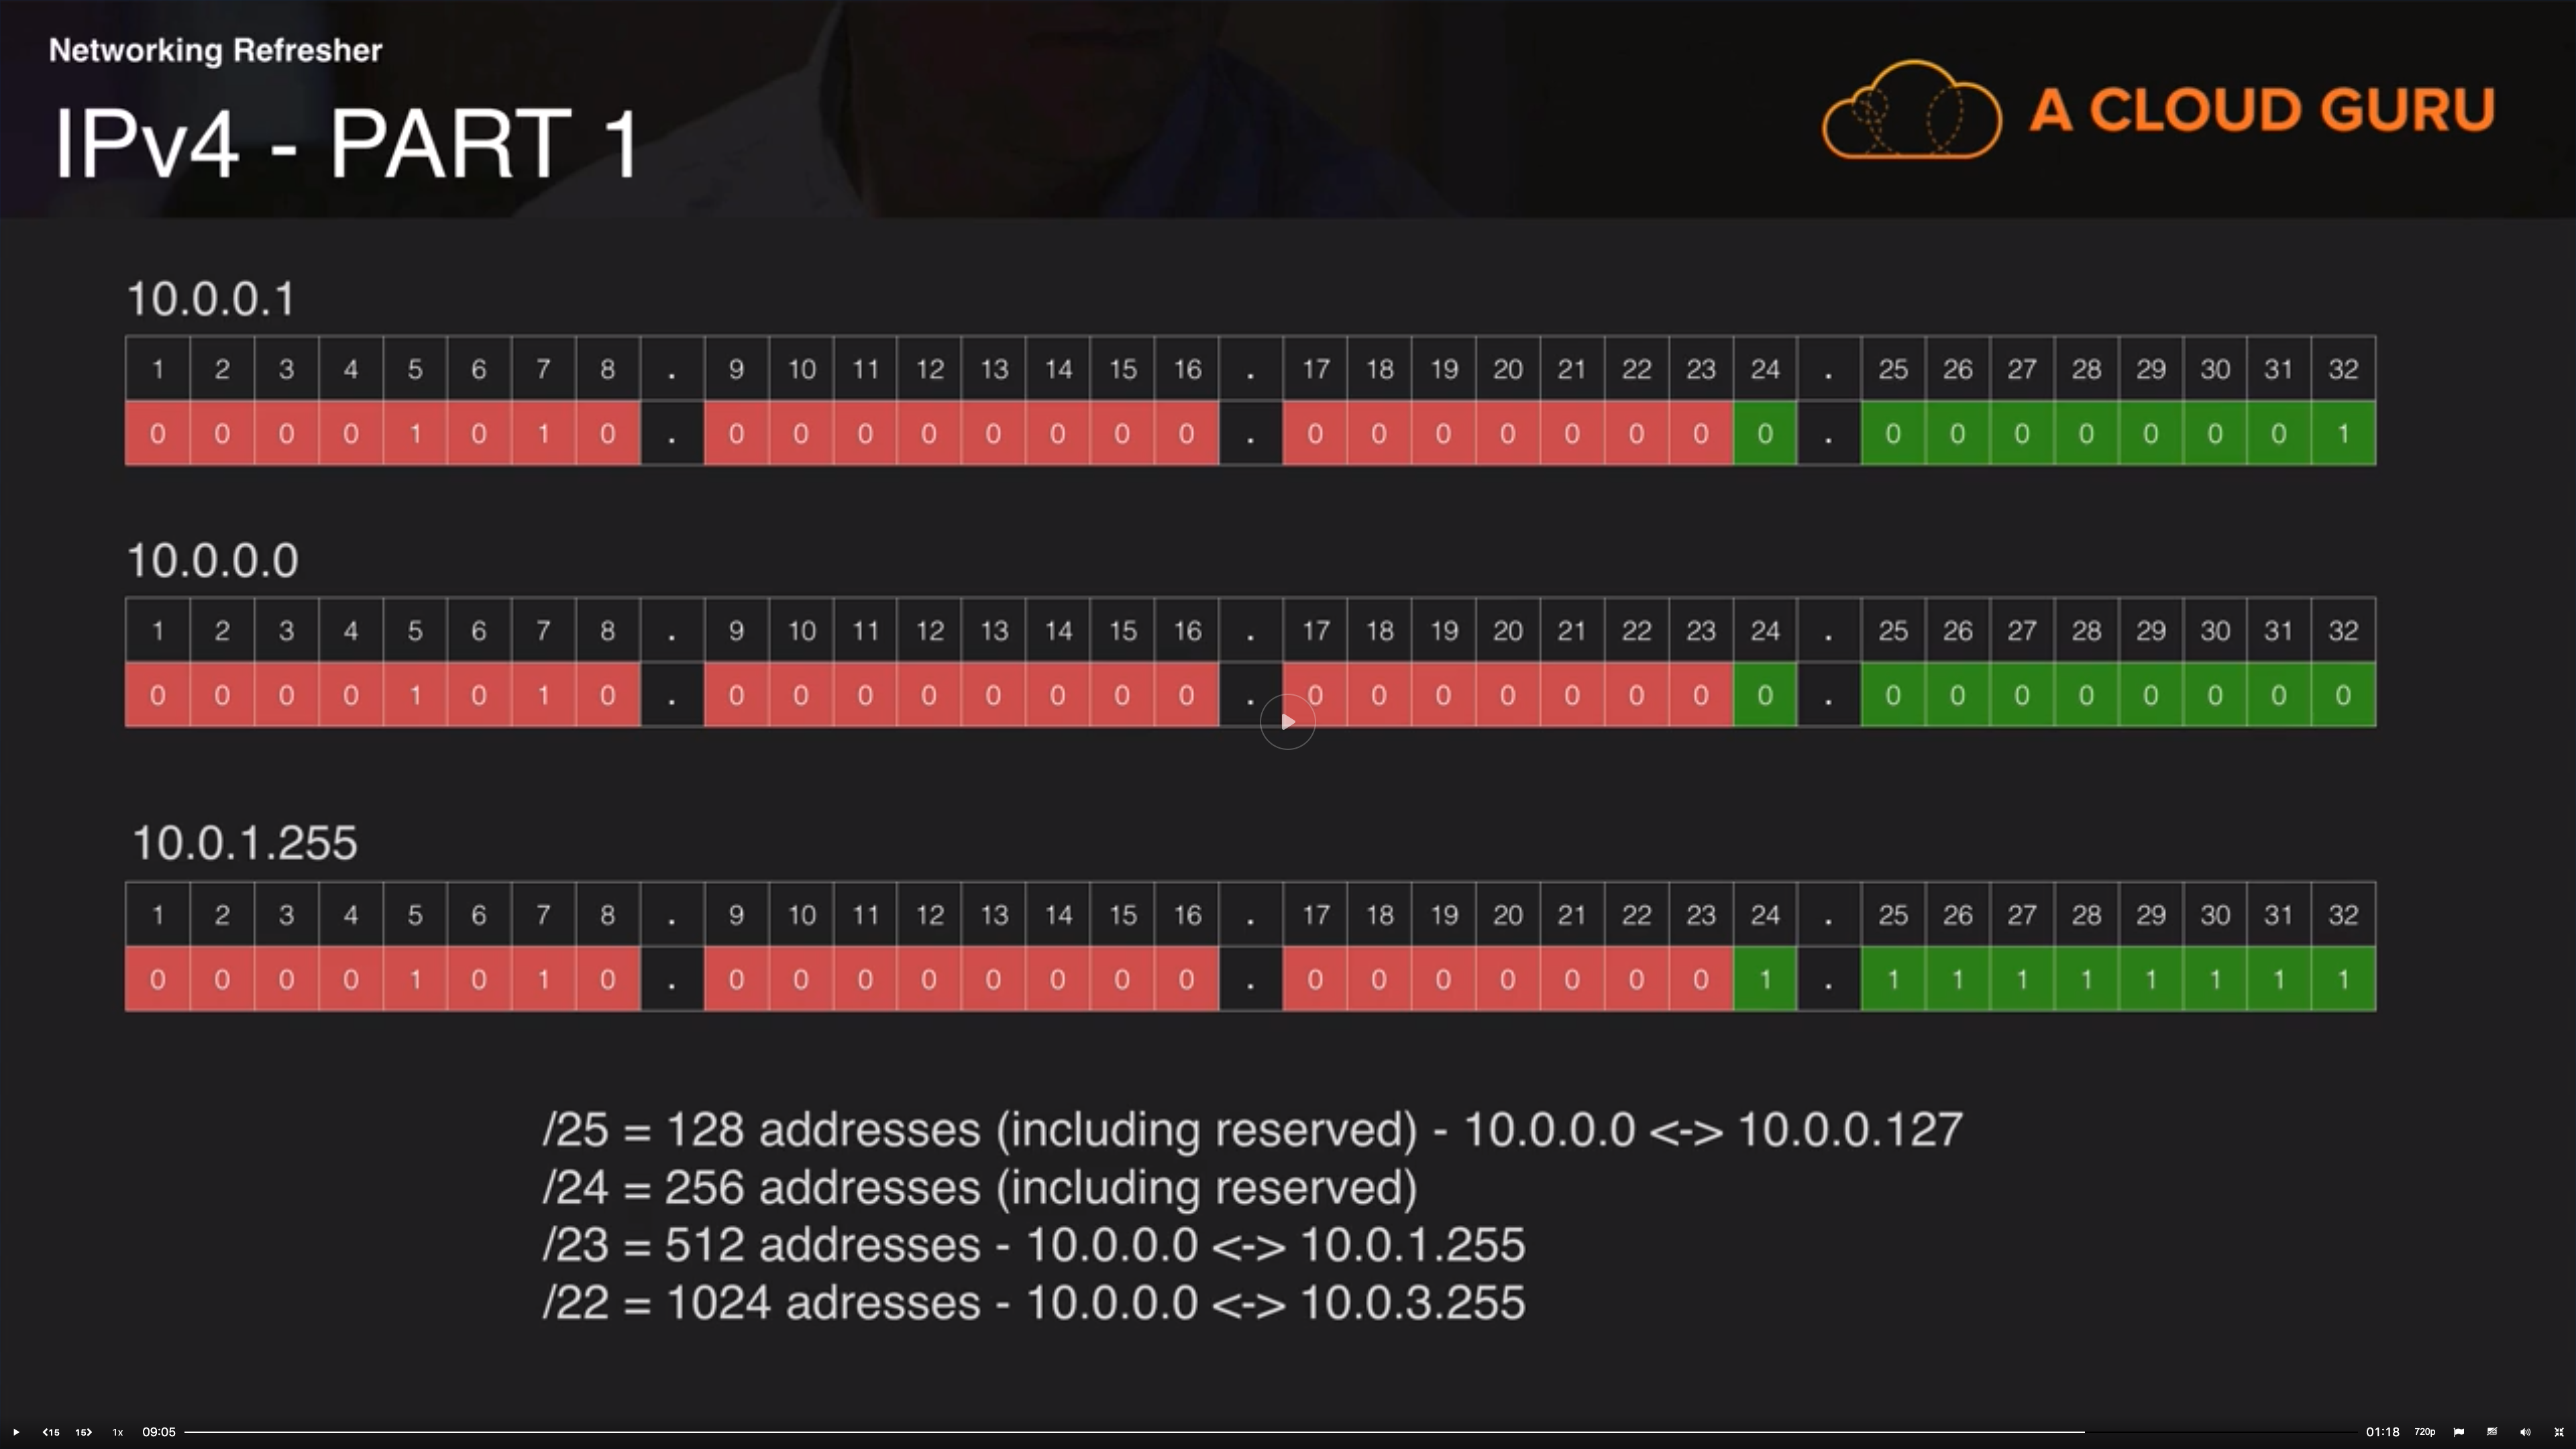 Networking Refresher
IPv4 - PART 1
A CLOUD GURU
10.0.0.1
1 2 3 4 5 6 7 8 . 9 10 11 12 13 14 15 16 . 17 18 19 20 21 22 23 24 . 25 26 27 28 29 30 31 32
0 0 0 0 1 0 1 0 . 0 0 0 0 0 0 0 0 . 0 0 0 0 0 0 0 0 . 0 0 0 0 0 0 0 1
10.0.0.0
1 2 3 4 5 6 7 8 . 9 10 11 12 13 14 15 16 . 17 18 19 20 21 22 23 24 . 25 26 27 28 29 30 31 32
0 0 0 0 1 0 1 0 . 0 0 0 0 0 0 0 0 . 0 0 0 0 0 0 0 0 . 0 0 0 0 0 0 0 0
10.0.1.255
1 2 3 4 5 6 7 8 . 9 10 11 12 13 14 15 16 . 17 18 19 20 21 22 23 24 . 25 26 27 28 29 30 31 32
0 0 0 0 1 0 1 0 . 0 0 0 0 0 0 0 0 . 0 0 0 0 0 0 0 1 . 1 1 1 1 1 1 1 1
/25 = 128 addresses (including reserved) - 10.0.0.0 <-> 10.0.0.127
/24 = 256 addresses (including reserved)
/23 = 512 addresses - 10.0.0.0 <-> 10.0.1.255
/22 = 1024 adresses - 10.0.0.0 <-> 10.0.3.255
<15 15> 1x 09:05 01:18 720p